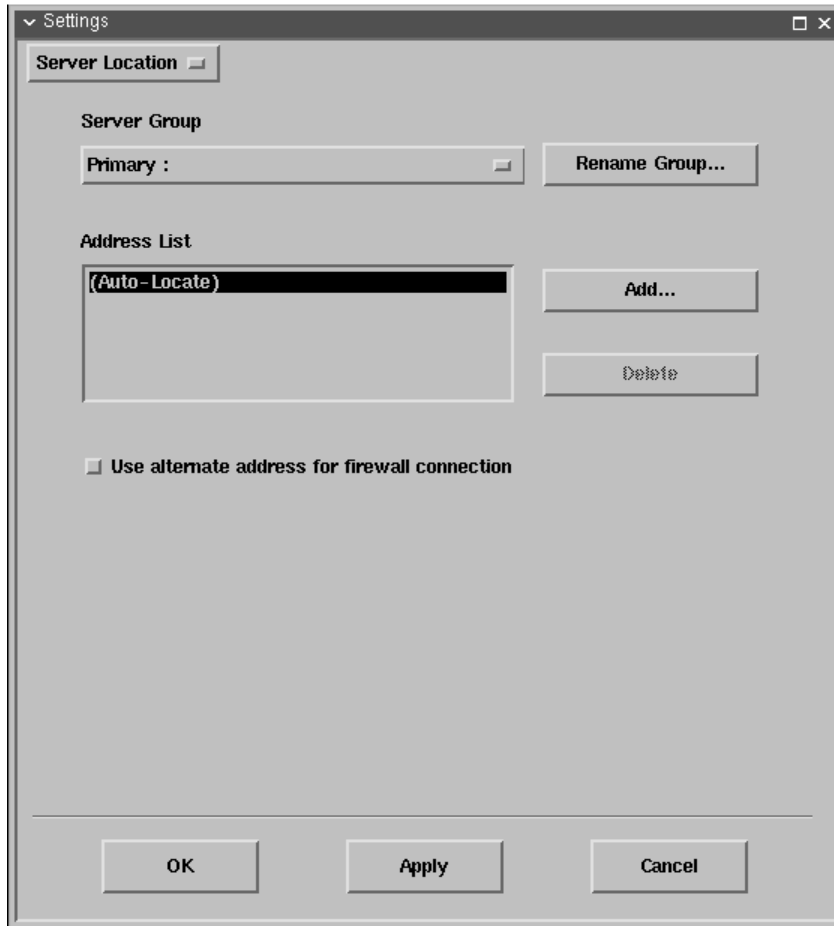 Settings
Server Location
Server Group
Primary :
Rename Group...
Address List
(Auto-Locate)
Add...
Delete
Use alternate address for firewall connection
OK
Apply
Cancel